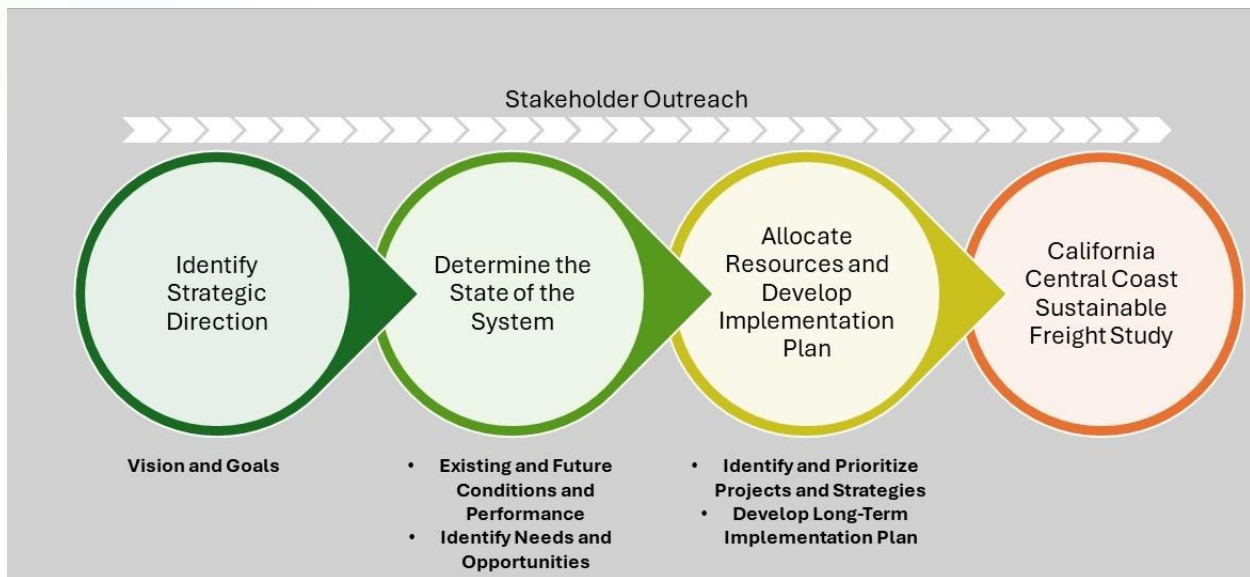 Stakeholder Outreach
Identify
Strategic
Direction
Determine the
State of the
System
Allocate
Resources and
Develop
Implementation
Plan
California
Central Coast
Sustainable
Freight Study
Vision and Goals
• Existing and Future
Conditions and
Performance
• Identify Needs and
Opportunities
• Identify and Prioritize
Projects and Strategies
• Develop Long-Term
Implementation Plan